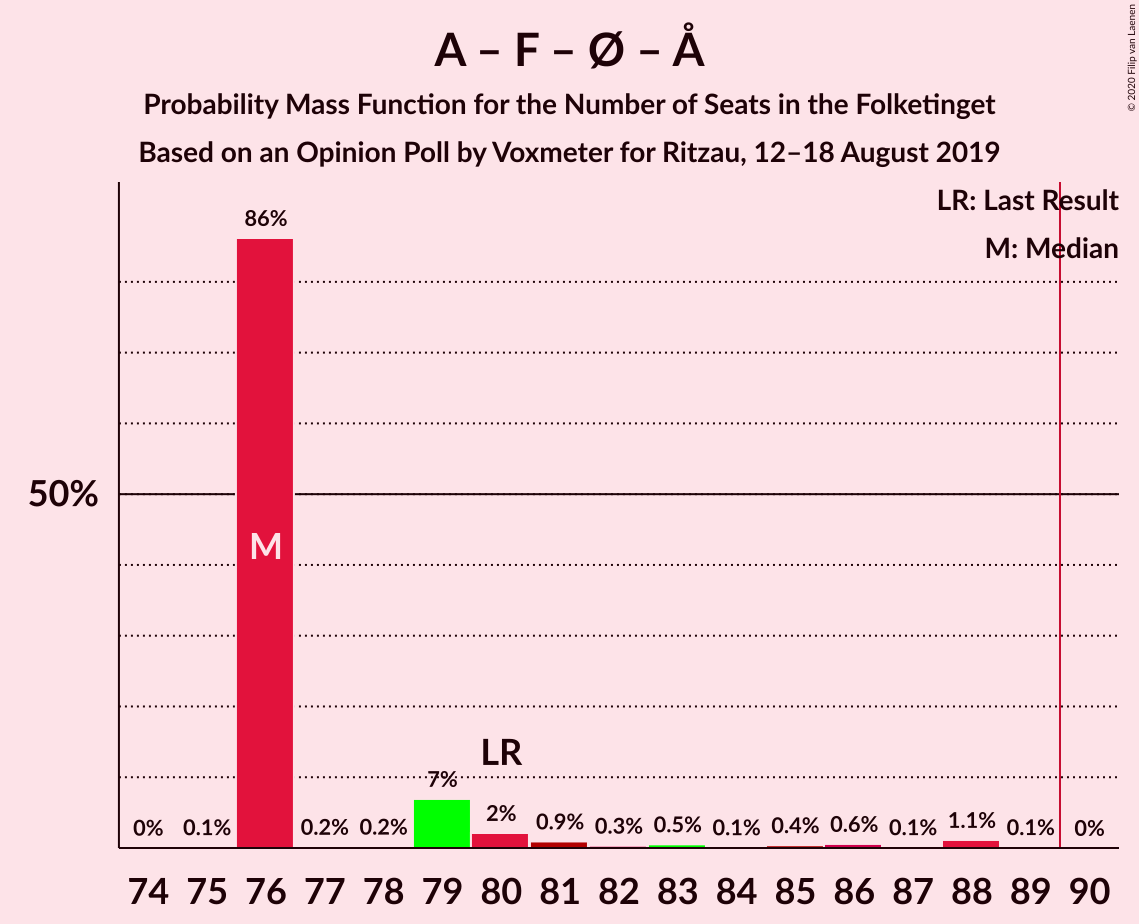 A – F – Ø – Å
Probability Mass Function for the Number of Seats in the Folketinget
Based on an Opinion Poll by Voxmeter for Ritzau, 12–18 August 2019
© 2020 Filip van Laenen
LR: Last Result
M: Median
50%
M
LR
0% 0.1% 86% 0.2% 0.2% 7% 2% 0.9% 0.3% 0.5% 0.1% 0.4% 0.6% 0.1% 1.1% 0.1% 0%
74 75 76 77 78 79 80 81 82 83 84 85 86 87 88 89 90